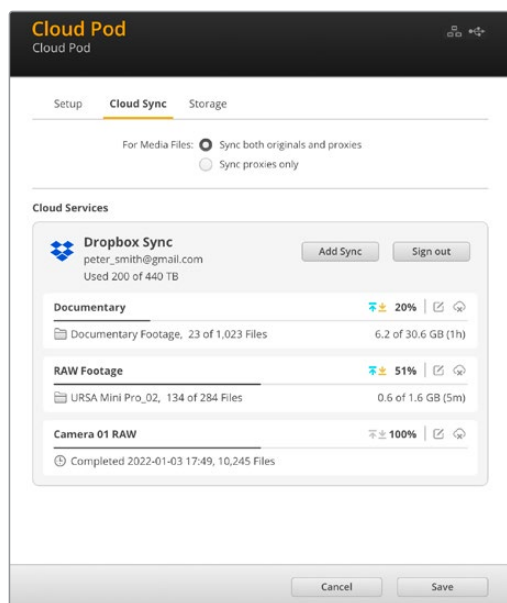 Cloud Pod
Cloud Pod
Setup Cloud Sync Storage
For Media Files: Sync both originals and proxies
Sync proxies only
Cloud Services
Dropbox Sync
peter_smith@gmail.com
Used 200 of 440 TB
Add Sync Sign out
Documentary 20%
Documentary Footage, 23 of 1,023 Files 6.2 of 30.6 GB (1h)
RAW Footage 51%
URSA Mini Pro_02, 134 of 284 Files 0.6 of 1.6 GB (5m)
Camera 01 RAW 100%
Completed 2022-01-03 17:49, 10,245 Files
Cancel Save